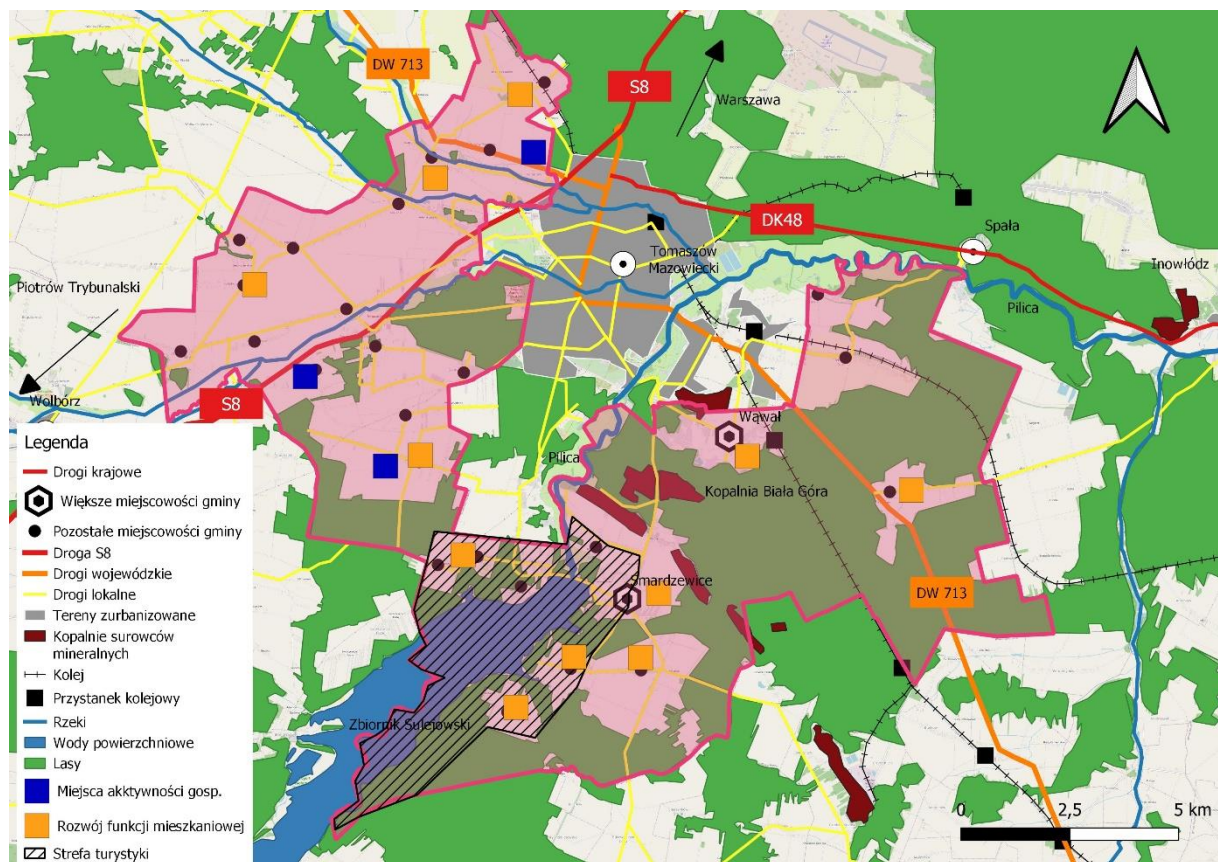 DW 713
S8
Warszawa
DK48
Spała
Tomaszów
Mazowiecki
Inowłódz
Piotrów Trybunalski
Pilica
Wolbórz
S8
Wąwał
Pilica
Kopalnia Biała Góra
Smardzewice
DW 713
Zbiornik Sulejowski
Legenda
Drogi krajowe
Większe miejscowości gminy
Pozostałe miejscowości gminy
Droga S8
Drogi wojewódzkie
Drogi lokalne
Tereny zurbanizowane
Kopalnie surowców
mineralnych
Kolej
Przystanek kolejowy
Rzeki
Wody powierzchniowe
Lasy
Miejsca akktywności gosp.
Rozwój funkcji mieszkaniowej
Strefa turystyki
0 2,5 5 km